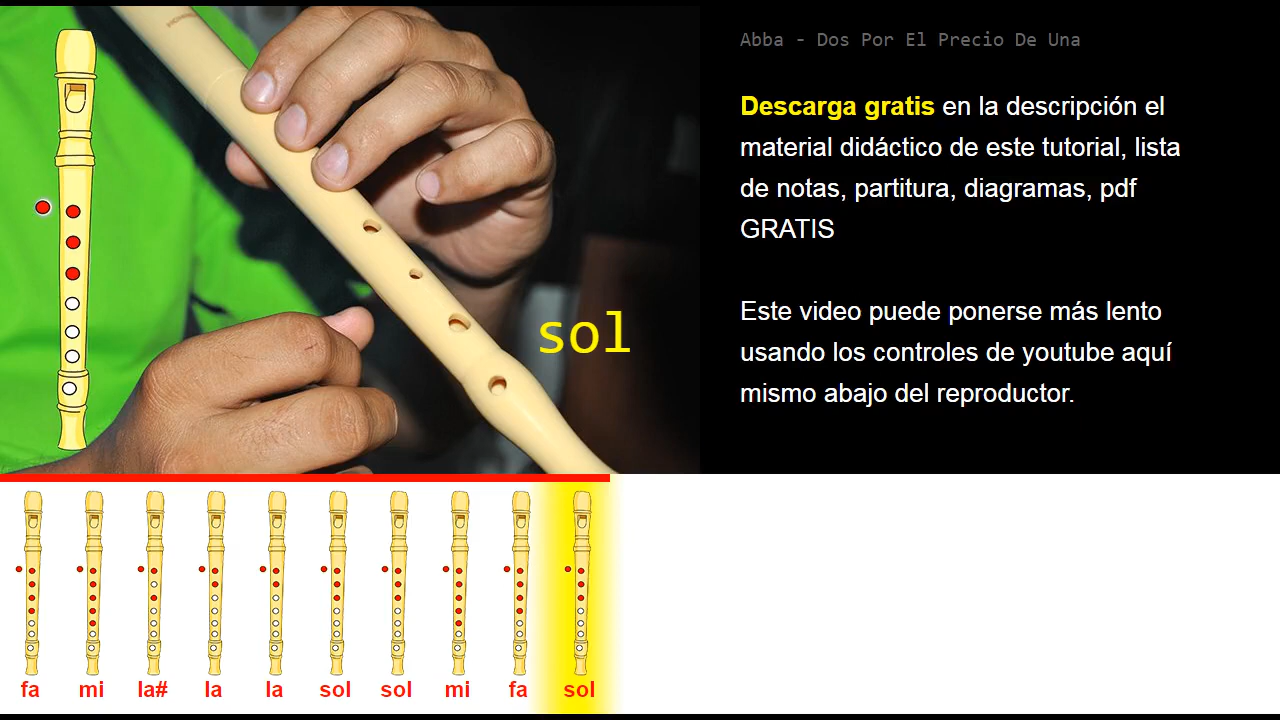 Abba - Dos Por El Precio De Una
Descarga gratis en la descripción el
material didáctico de este tutorial, lista
de notas, partitura, diagramas, pdf
GRATIS
Este video puede ponerse más lento
usando los controles de youtube aquí
mismo abajo del reproductor.
sol
fa mi la# la la sol sol mi fa sol